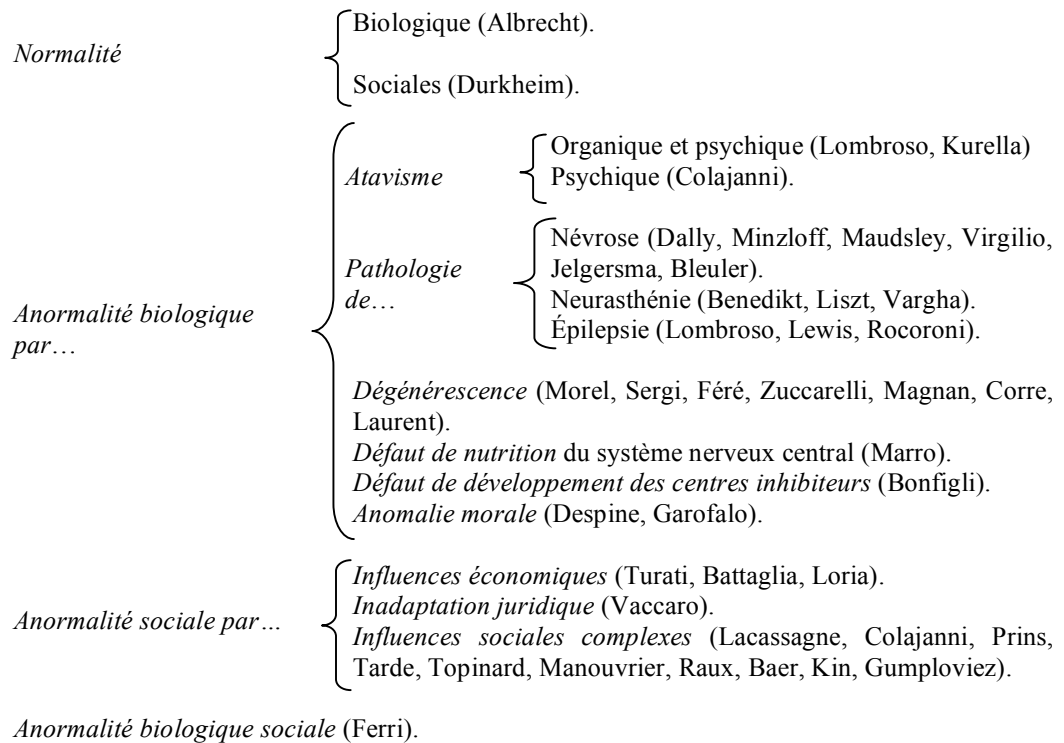 Normalité
Biologique (Albrecht).
Sociales (Durkheim).
Anormalité biologique
par…
Atavisme
Organique et psychique (Lombroso, Kurella)
Psychique (Colajanni).
Pathologie
de…
Névrose (Dally, Minzloff, Maudsley, Virgilio,
Jelgersma, Bleuler).
Neurasthénie (Benedikt, Liszt, Vargha).
Épilepsie (Lombroso, Lewis, Rocoroni).
Dégénérescence (Morel, Sergi, Féré, Zuccarelli, Magnan, Corre,
Laurent).
Défaut de nutrition du système nerveux central (Marro).
Défaut de développement des centres inhibiteurs (Bonfigli).
Anomalie morale (Despine, Garofalo).
Anormalité sociale par…
Influences économiques (Turati, Battaglia, Loria).
Inadaptation juridique (Vaccaro).
Influences sociales complexes (Lacassagne, Colajanni, Prins,
Tarde, Topinard, Manouvrier, Raux, Baer, Kin, Gumploviez).
Anormalité biologique sociale (Ferri).